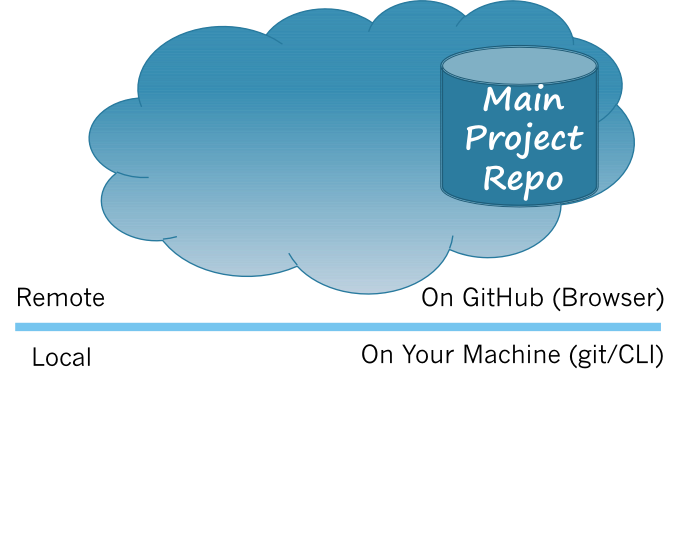 Main
Project
Repo
Remote
On GitHub (Browser)
Local
On Your Machine (git/CLI)